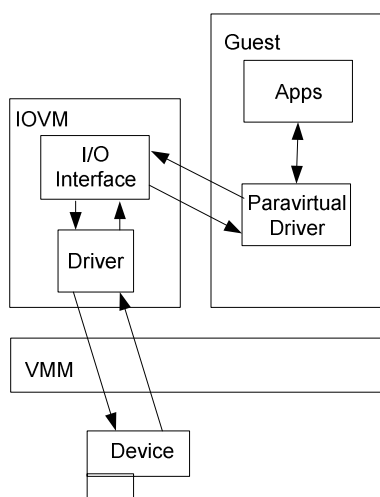 Guest
Apps
IOVM
I/O
Interface
Paravirtual
Driver
Driver
VMM
Device